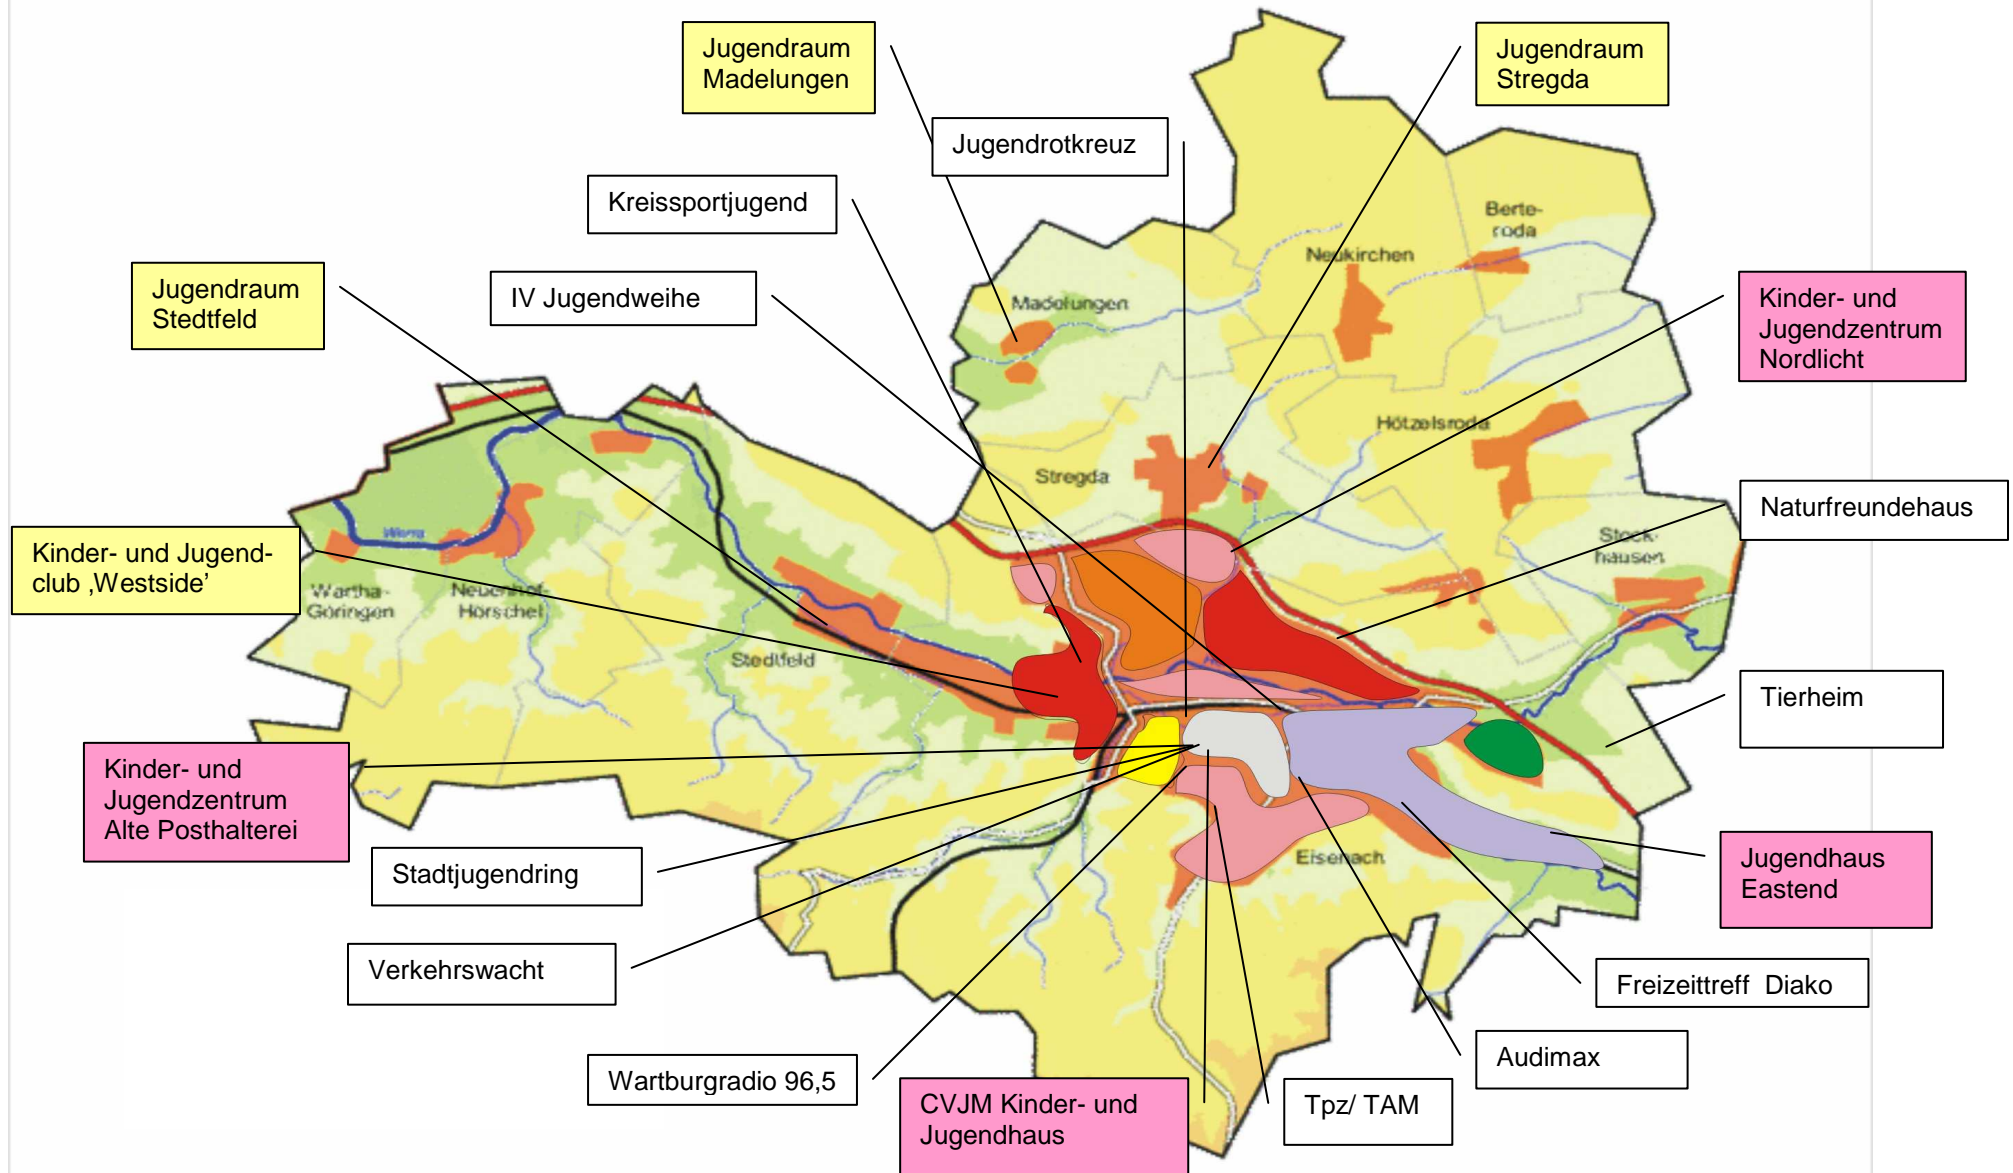 Jugendraum
Madelungen
Jugendraum
Stregda
Jugendrotkreuz
Kreissportjugend
Berte-
roda
Neukirchen
Jugendraum
Stedtfeld
IV Jugendweihe
Madelungen
Kinder- und
Jugendzentrum
Nordlicht
Hötzelsroda
Stregda
Naturfreundehaus
Kinder- und Jugend-
club ‚Westside’
Werra
Stock-
hausen
Wartha-
Göringen
Neuenhof-
Hörschel
Stedtfeld
Tierheim
Kinder- und
Jugendzentrum
Alte Posthalterei
Stadtjugendring
Eisenach
Jugendhaus
Eastend
Verkehrswacht
Freizeittreff Diako
Audimax
Wartburgradio 96,5
CVJM Kinder- und
Jugendhaus
Tpz/ TAM